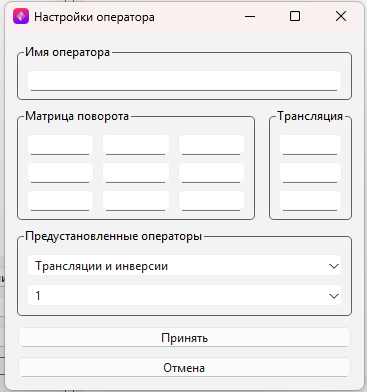 Настройки оператора
Имя оператора
Матрица поворота
Трансляция
Предустановленные операторы
Трансляции и инверсии
1
Принять
Отмена